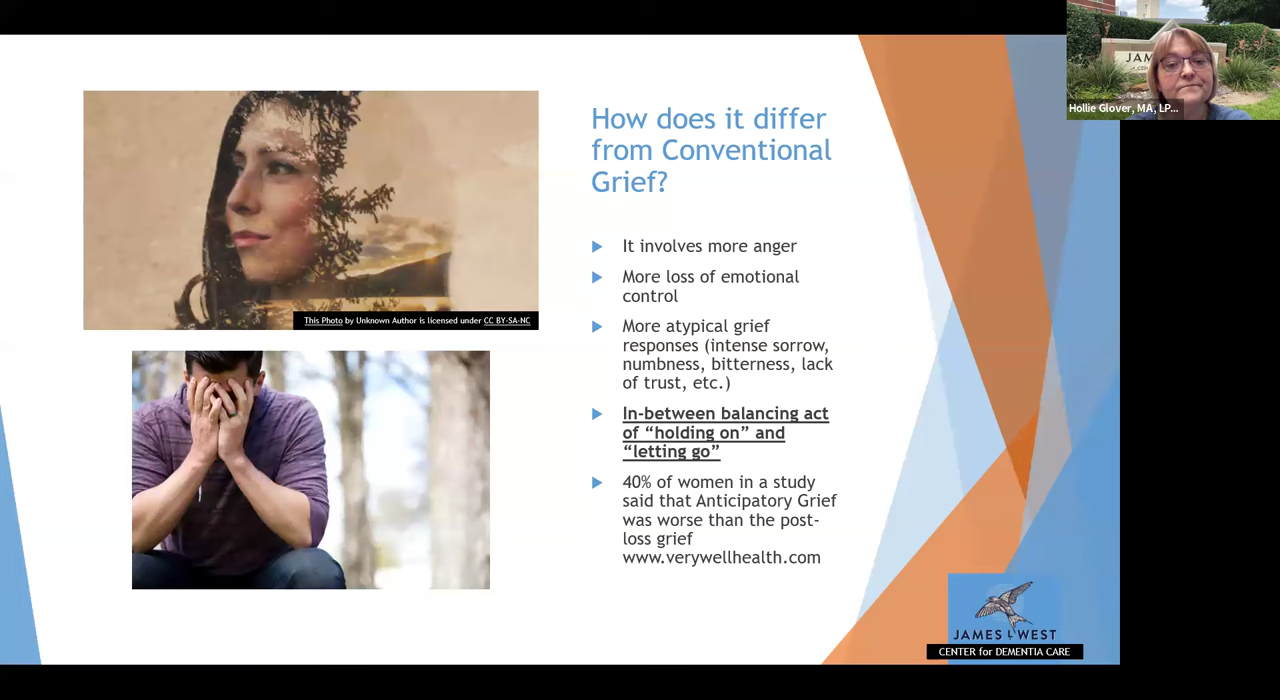 JAM
Hollie Glover, MA, LP...
How does it differ
from Conventional
Grief?
It involves more anger
More loss of emotional
control
More atypical grief
responses (intense sorrow,
numbness, bitterness, lack
of trust, etc.)
In-between balancing act
of “holding on” and
“letting go”
40% of women in a study
said that Anticipatory Grief
was worse than the post-
loss grief
www.verywellhealth.com
This Photo by Unknown Author is licensed under CC BY-SA-NC
JAMES L WEST
CENTER for DEMENTIA CARE